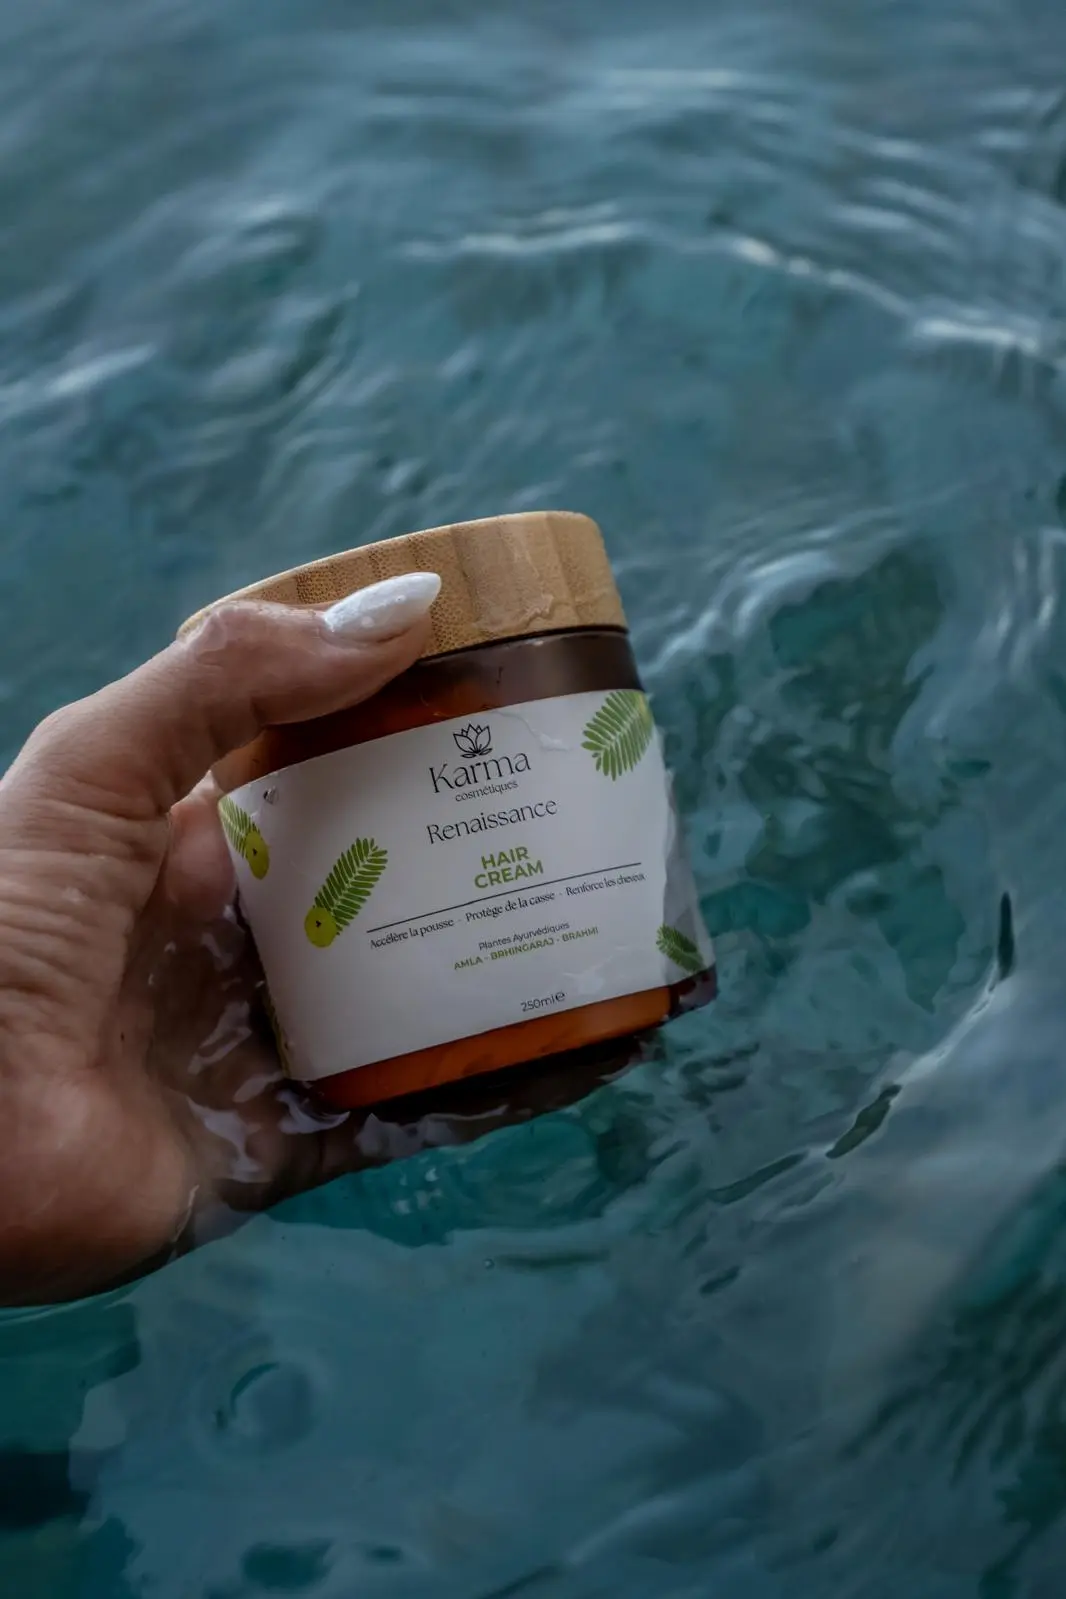 Karma
cosmétiques
Renaissance
HAIR
CREAM
Accélère la pousse - Protège de la casse - Renforce les cheveux
Plantes Ayurvédiques
AMLA - BRHINGARAJ - BRAHMI
250ml℮